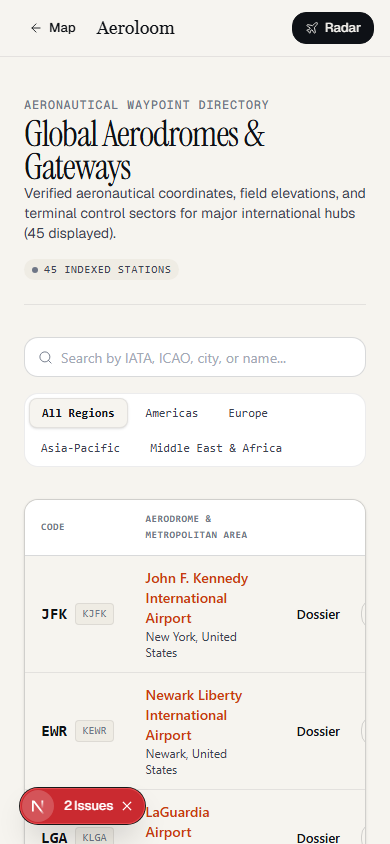 Map
Aeroloom
Radar
AERONAUTICAL WAYPOINT DIRECTORY
Global Aerodromes &
Gateways
Verified aeronautical coordinates, field elevations, and
terminal control sectors for major international hubs
(45 displayed).
45 INDEXED STATIONS
Search by IATA, ICAO, city, or name...
All Regions
Americas
Europe
Asia-Pacific
Middle East & Africa
CODE
AERODROME &
METROPOLITAN AREA
JFK
KJFK
John F. Kennedy
International
Airport
New York, United
States
Dossier
EWR
KEWR
Newark Liberty
International
Airport
Newark, United
States
Dossier
LGA
KLGA
LaGuardia
Airport
Dossier
N
2 Issues